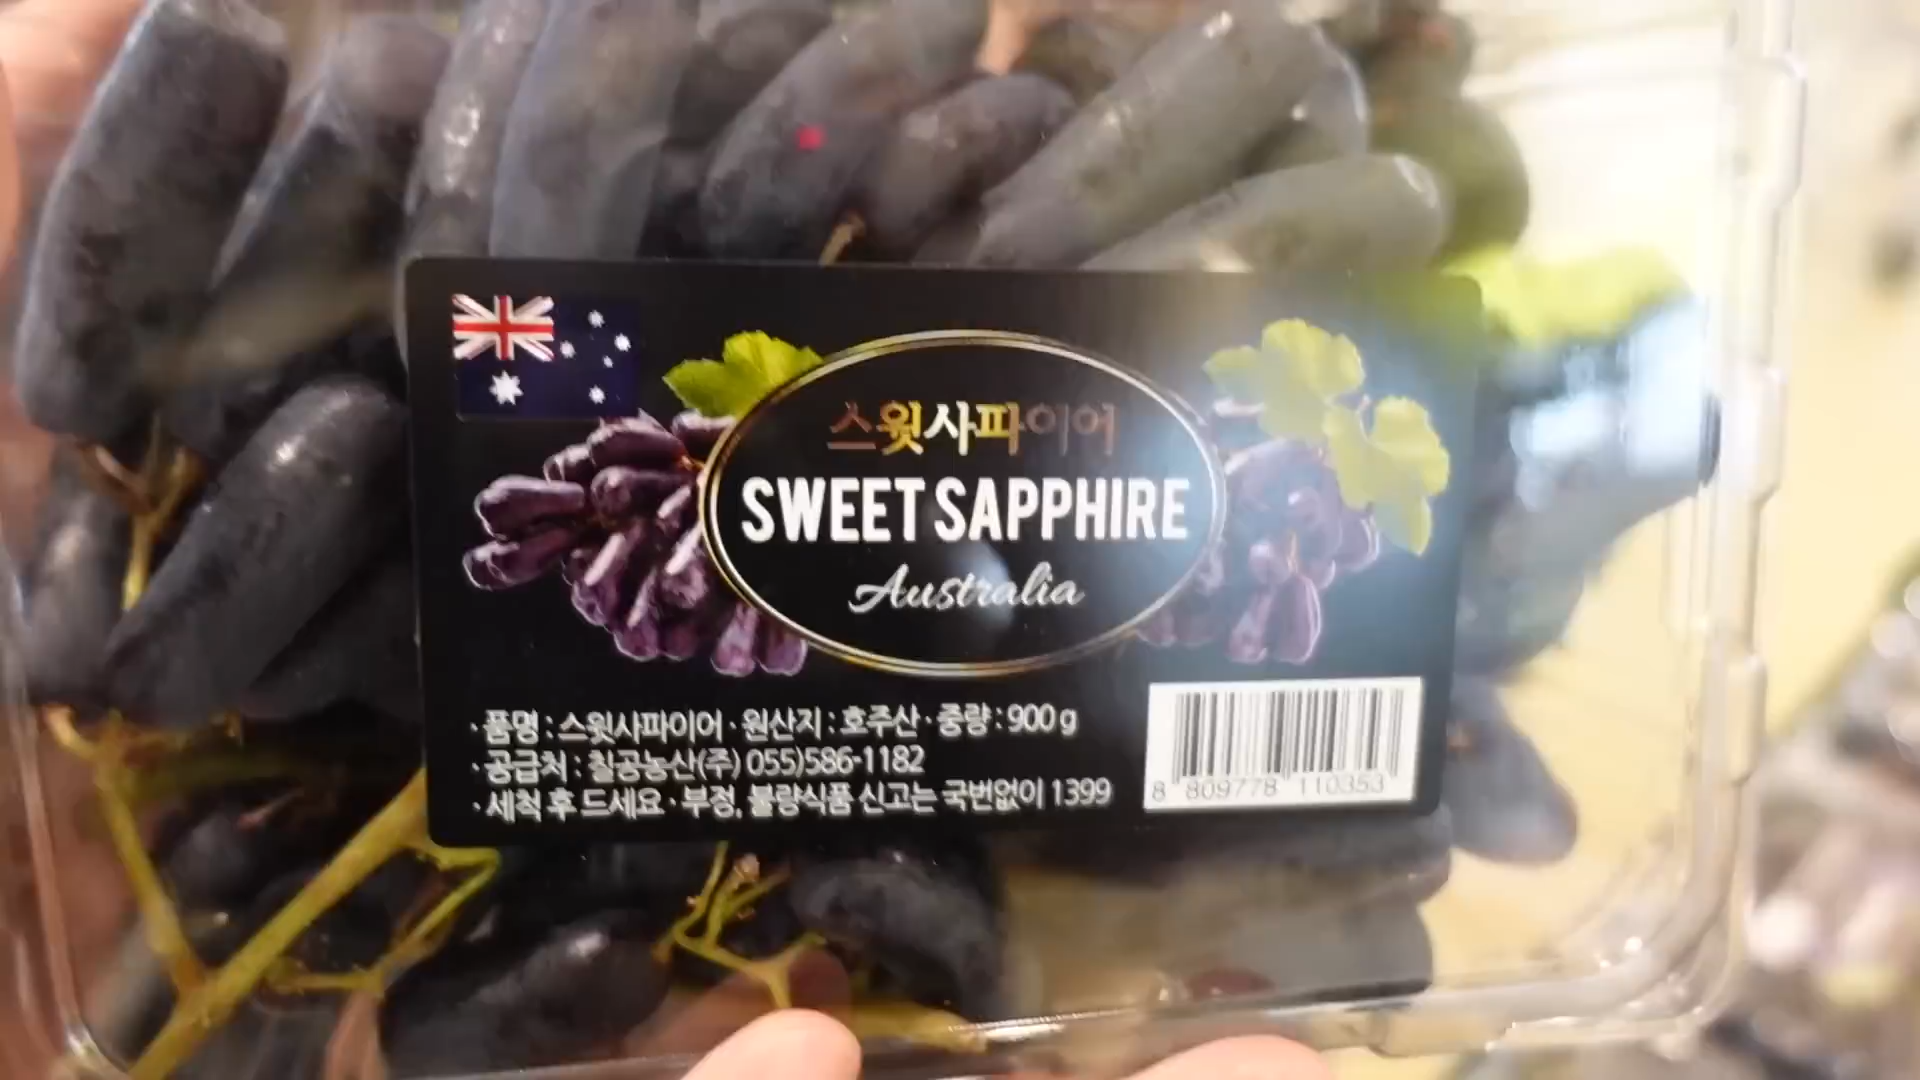 스윗사파이어
SWEET SAPPHIRE
Australia
· 품명 : 스윗사파이어 · 원산지 : 호주산 · 중량 : 900 g
· 공급처 : 칠공농산(주) 055)586-1182
· 세척 후 드세요 · 부정, 불량식품 신고는 국번없이 1399
8 809778 110353